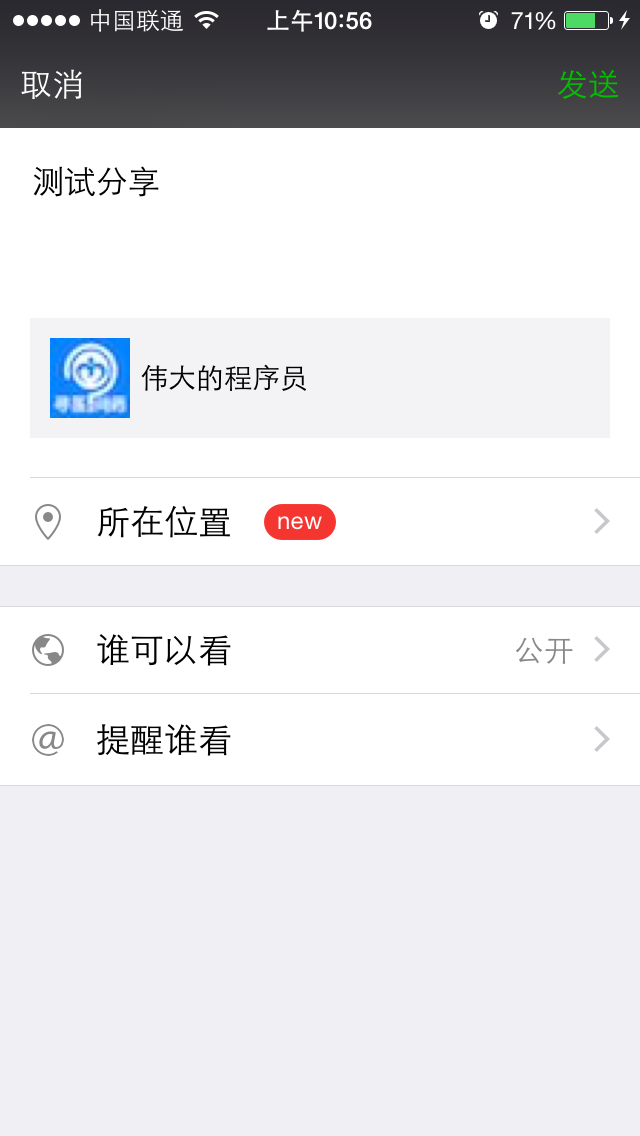 中国联通 上午10:56 71%
取消 发送
测试分享
伟大的程序员
所在位置 new
谁可以看 公开
@ 提醒谁看